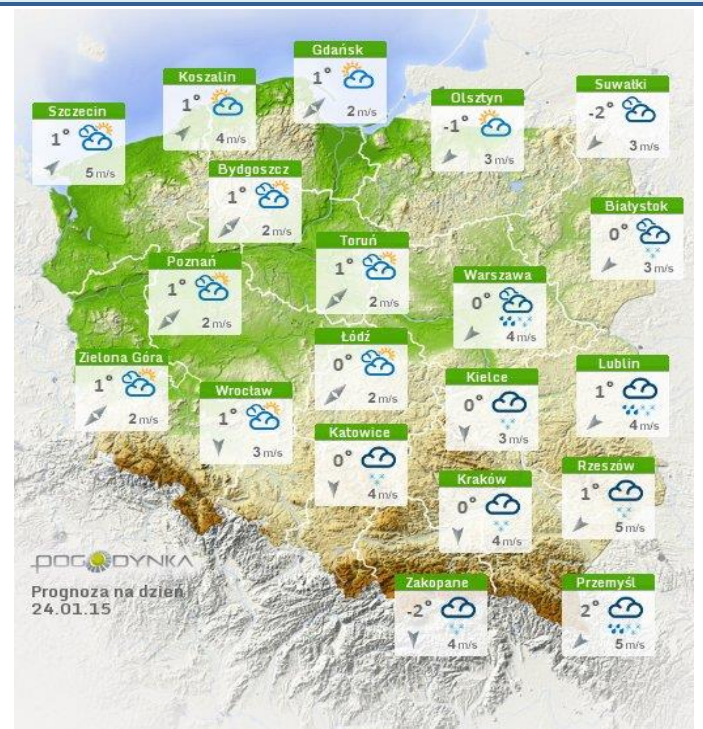 Gdańsk
1°
2 m/s
Koszalin
1°
4 m/s
Szczecin
1°
5 m/s
Olsztyn
-1°
3 m/s
Suwałki
-2°
3 m/s
Bydgoszcz
1°
2 m/s
Białystok
0°
3 m/s
Toruń
1°
2 m/s
Poznań
1°
2 m/s
Warszawa
0°
4 m/s
Łódź
0°
2 m/s
Zielona Góra
1°
2 m/s
Wrocław
1°
3 m/s
Kielce
0°
3 m/s
Lublin
1°
4 m/s
Katowice
0°
4 m/s
Kraków
0°
4 m/s
Rzeszów
1°
5 m/s
POGODYNKA
Prognoza na dzień
24.01.15
Zakopane
-2°
4 m/s
Przemyśl
2°
5 m/s